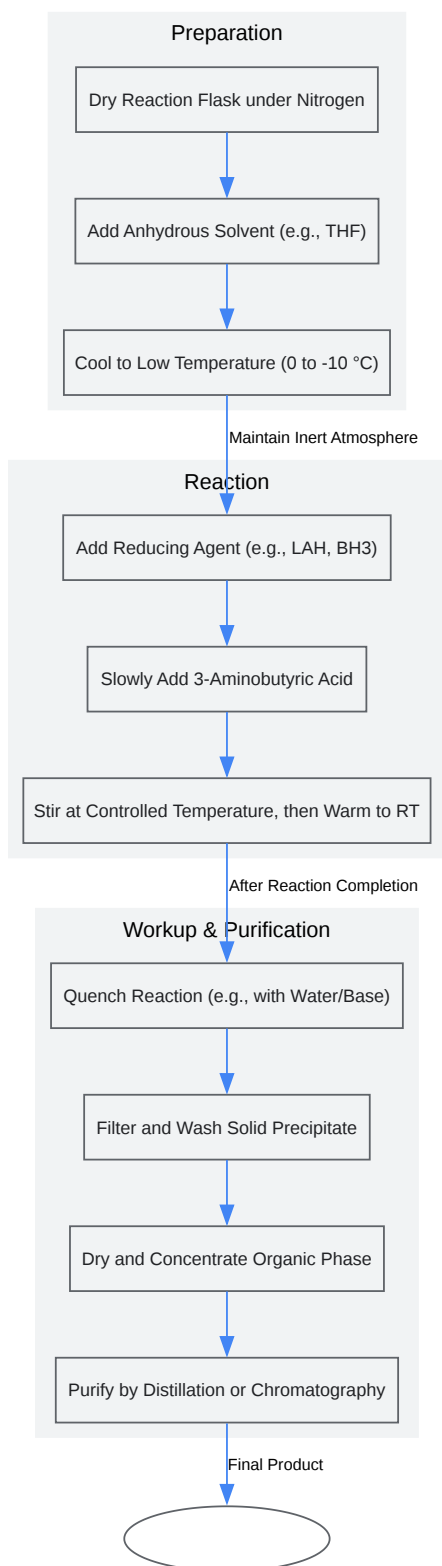 Preparation
Dry Reaction Flask under Nitrogen
Add Anhydrous Solvent (e.g., THF)
Cool to Low Temperature (0 to -10 °C)
Maintain Inert Atmosphere
Reaction
Add Reducing Agent (e.g., LAH, BH3)
Slowly Add 3-Aminobutyric Acid
Stir at Controlled Temperature, then Warm to RT
After Reaction Completion
Workup & Purification
Quench Reaction (e.g., with Water/Base)
Filter and Wash Solid Precipitate
Dry and Concentrate Organic Phase
Purify by Distillation or Chromatography
Final Product